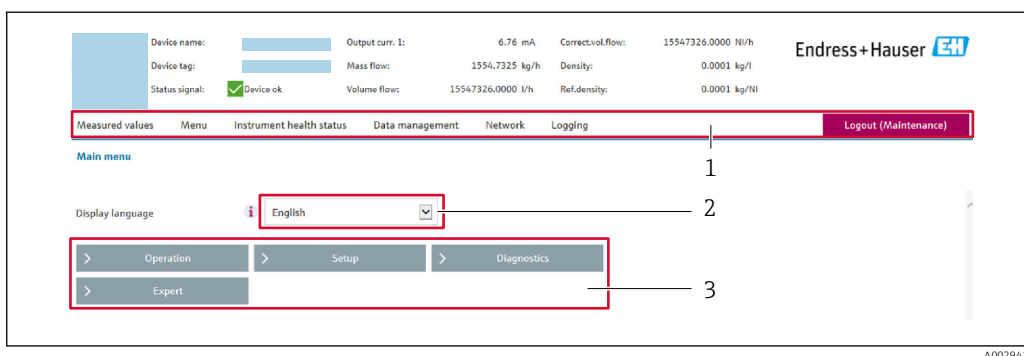 Device name: Output curr. 1: 6.76 mA Correct.vol.flow: 15547326.0000 Nl/h
Endress+Hauser EH
Device tag: Mass flow: 1554.7325 kg/h Density: 0.0001 kg/l
Status signal: Device ok Volume flow: 15547326.0000 l/h Ref.density: 0.0001 kg/Nl
Measured values Menu Instrument health status Data management Network Logging Logout (Maintenance)
1
Main menu
Display language i English 2
> Operation > Setup > Diagnostics
> Expert 3